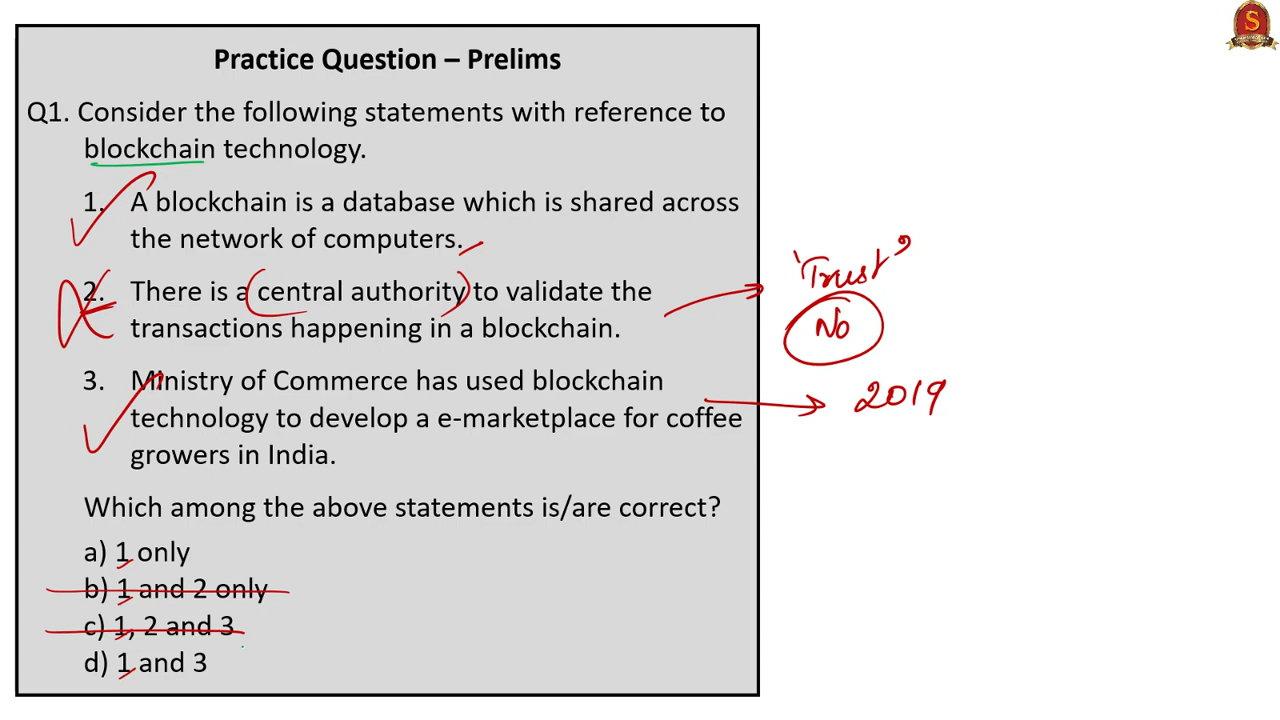 Practice Question – Prelims
Q1. Consider the following statements with reference to
blockchain technology.
1. A blockchain is a database which is shared across
the network of computers.
2. There is a central authority to validate the
transactions happening in a blockchain.
'Trust'
No
3. Ministry of Commerce has used blockchain
technology to develop a e-marketplace for coffee
growers in India.
2019
Which among the above statements is/are correct?
a) 1 only
b) 1 and 2 only
c) 1, 2 and 3
d) 1 and 3
S